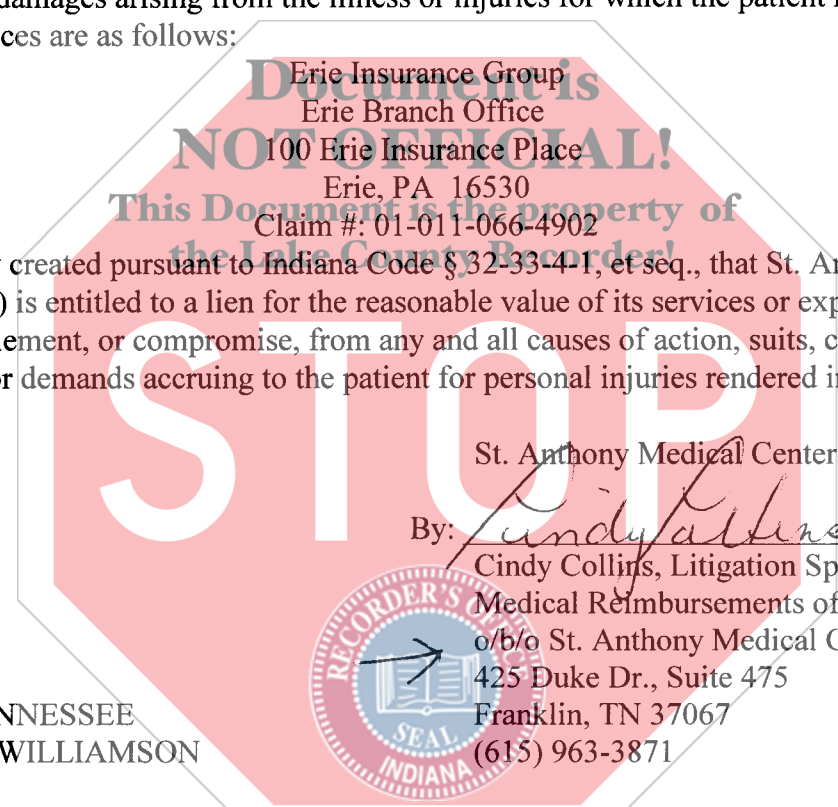 damages arising from the illness or injuries for which the patient
ces are as follows:
Document is
Erie Insurance Group
Erie Branch Office
NOT OFFICIAL!
100 Erie Insurance Place
Erie, PA 16530
This Document is the property of
Claim #: 01-011-066-4902
the Lake County Recorder!
created pursuant to Indiana Code § 32-33-4-1, et seq., that St.
) is entitled to a lien for the reasonable value of its services or
ement, or compromise, from any and all causes of action, suits,
or demands accruing to the patient for personal injuries rendered
STOP
St. Anthony Medical Center
By: Cindy Collins
Cindy Collins, Litigation
Medical Reimbursements of
o/b/o St. Anthony Medical
425 Duke Dr., Suite 475
Franklin, TN 37067
(615) 963-3871
NNESSEE
WILLIAMSON
RECORDER'S OFFICE
SEAL
INDIANA